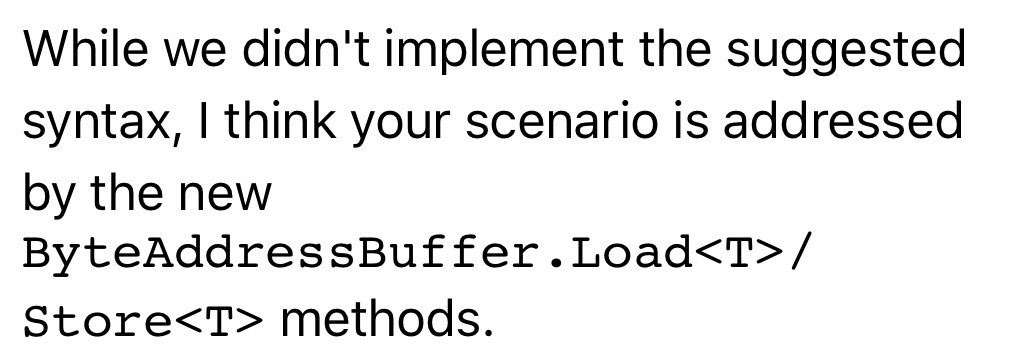 While we didn't implement the suggested
syntax, I think your scenario is addressed
by the new
ByteAddressBuffer.Load<T>/
Store<T> methods.